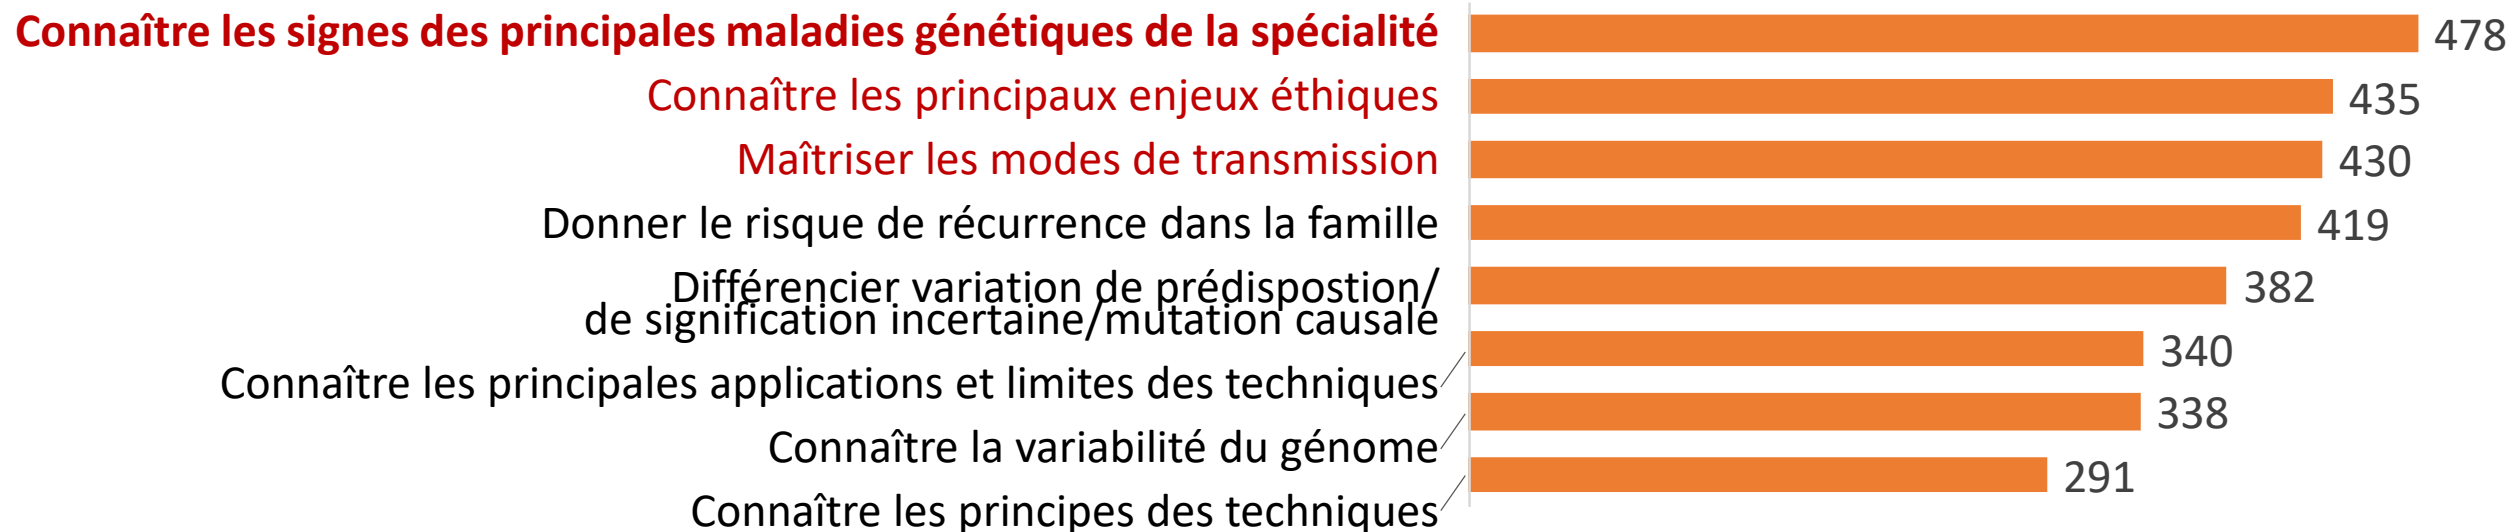 Connaître les signes des principales maladies génétiques de la spécialité 478
Connaître les principaux enjeux éthiques 435
Maîtriser les modes de transmission 430
Donner le risque de récurrence dans la famille 419
Différencier variation de prédispostion/ 382
de signification incertaine/mutation causale
Connaître les principales applications et limites des techniques 340
Connaître la variabilité du génome 338
Connaître les principes des techniques 291